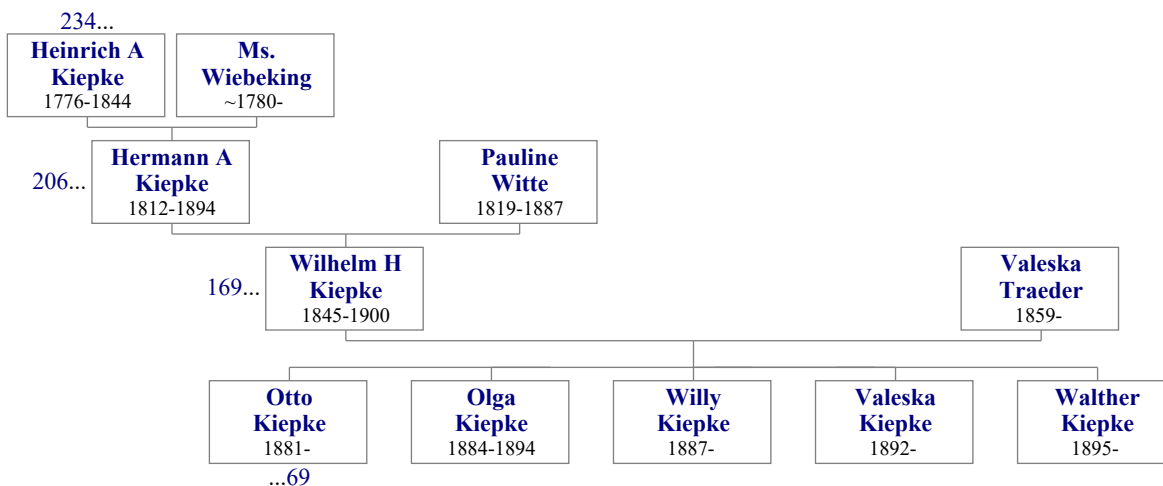 234...
Heinrich A
Kiepke
1776-1844
Ms.
Wiebeking
~1780-
206...
Hermann A
Kiepke
1812-1894
Pauline
Witte
1819-1887
169...
Wilhelm H
Kiepke
1845-1900
Valeska
Traeder
1859-
Otto
Kiepke
1881-
Olga
Kiepke
1884-1894
Willy
Kiepke
1887-
Valeska
Kiepke
1892-
Walther
Kiepke
1895-
...69